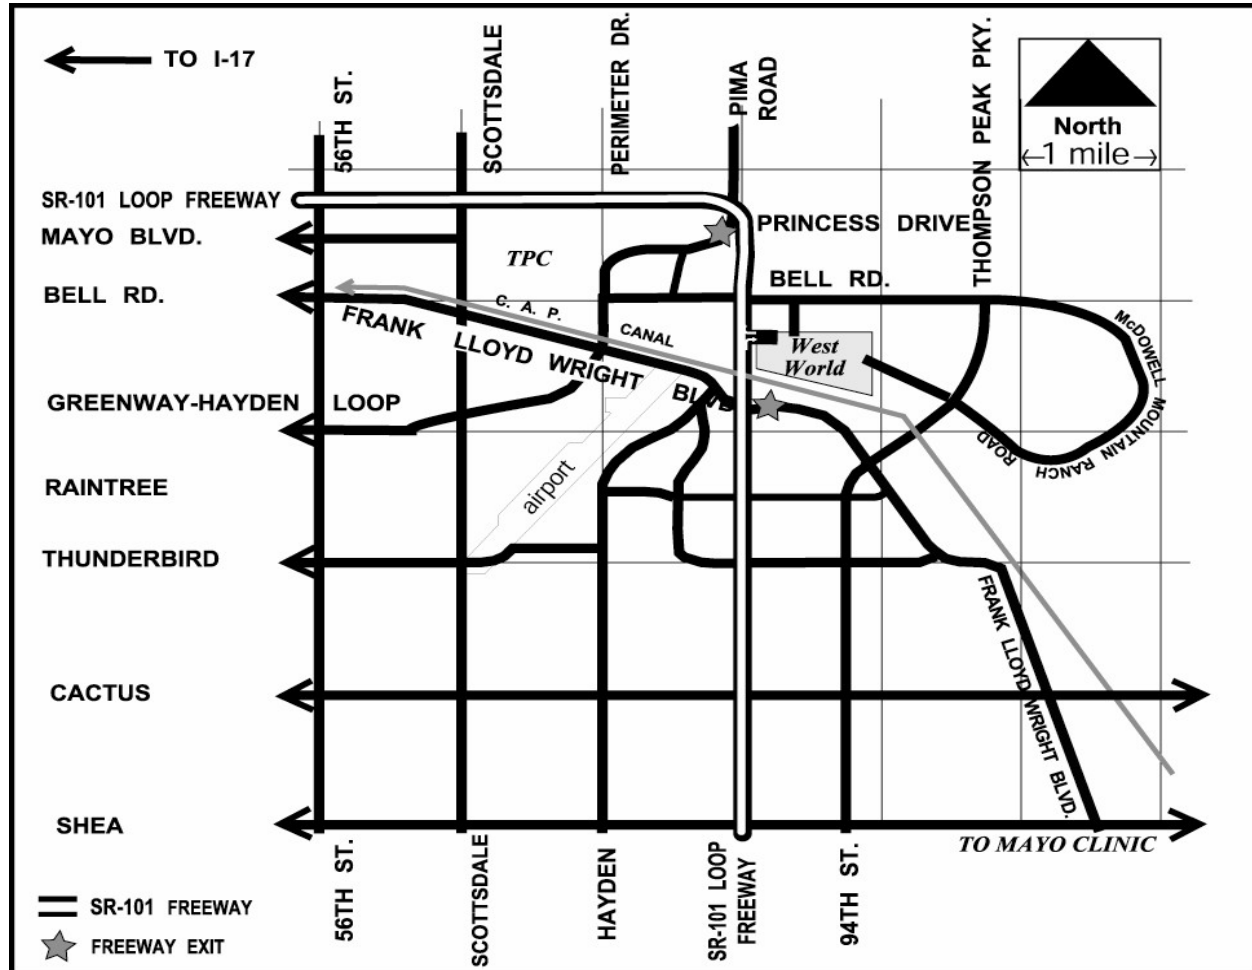 TO I-17
56TH ST.
SCOTTSDALE
PERIMETER DR.
PIMA
ROAD
THOMPSON PEAK PKY.
North
1 mile
SR-101 LOOP FREEWAY
MAYO BLVD.
BELL RD.
GREENWAY-HAYDEN LOOP
RAINTREE
THUNDERBIRD
CACTUS
SHEA
TPC
PRINCESS DRIVE
BELL RD.
C. A. P. CANAL
FRANK LLOYD WRIGHT BLVD
West
World
McDOWELL MOUNTAIN RANCH ROAD
airport
FRANK LLOYD WRIGHT BLVD.
TO MAYO CLINIC
56TH ST.
SCOTTSDALE
HAYDEN
SR-101 LOOP
FREEWAY
94TH ST.
SR-101 FREEWAY
FREEWAY EXIT